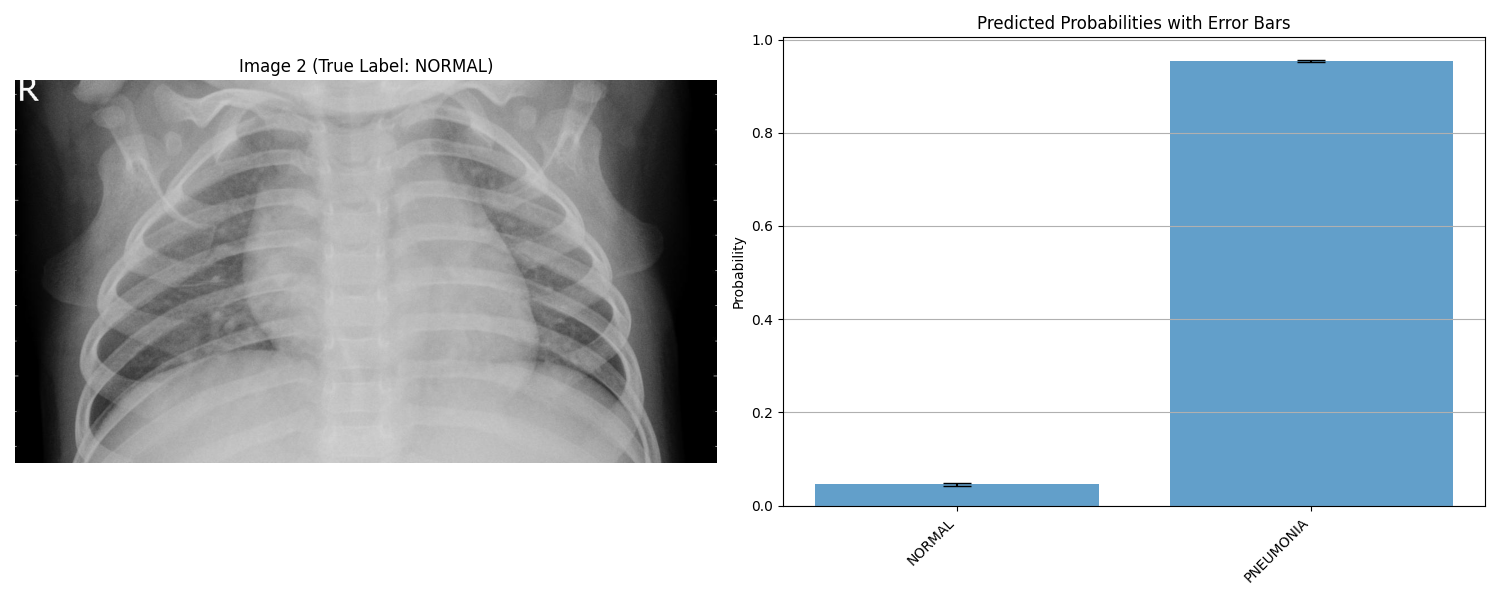 Image 2 (True Label: NORMAL)
R
Predicted Probabilities with Error Bars
Probability
1.0
0.8
0.6
0.4
0.2
0.0
NORMAL
PNEUMONIA